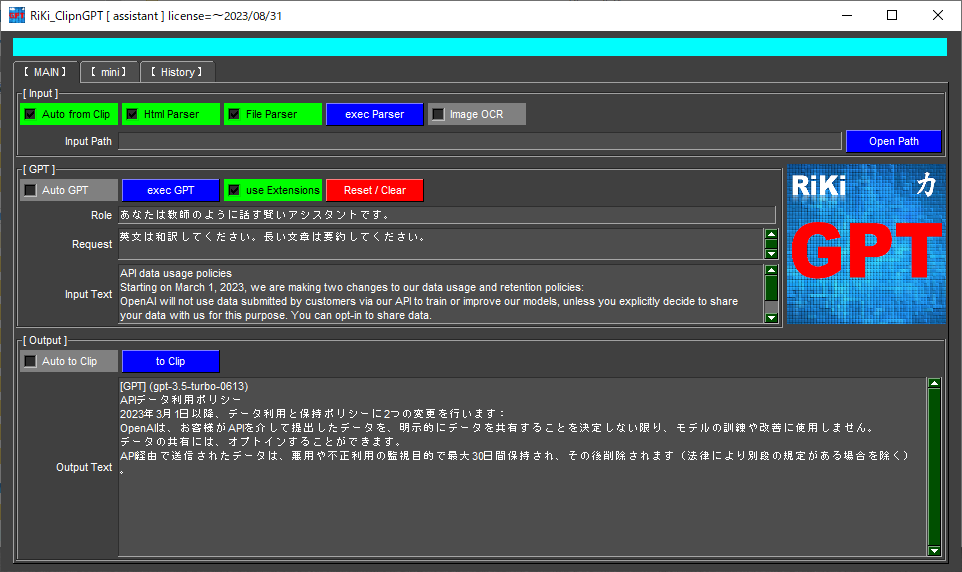 RiKi_ClipnGPT [ assistant ] license=～2023/08/31
【 MAIN 】 【 mini 】 【 History 】
[ Input ]
Auto from Clip Html Parser File Parser exec Parser Image OCR
Input Path Open Path
[ GPT ]
Auto GPT exec GPT use Extensions Reset / Clear
RiKi 力
GPT
Role あなたは教師のように話す賢いアシスタントです。
Request 英文は和訳してください。長い文章は要約してください。
Input Text
API data usage policies
Starting on March 1, 2023, we are making two changes to our data usage and retention policies:
OpenAI will not use data submitted by customers via our API to train or improve our models, unless you explicitly decide to share
your data with us for this purpose. You can opt-in to share data.
[ Output ]
Auto to Clip to Clip
Output Text
[GPT] (gpt-3.5-turbo-0613)
APIデータ利用ポリシー
2023年3月1日以降、データ利用と保持ポリシーに2つの変更を行います：
OpenAIは、お客様がAPIを介して提出したデータを、明示的にデータを共有することを決定しない限り、モデルの訓練や改善に使用しません。
データの共有には、オプトインすることができます。
API経由で送信されたデータは、悪用や不正利用の監視目的で最大30日間保持され、その後削除されます（法律により別段の規定がある場合を除く）
。